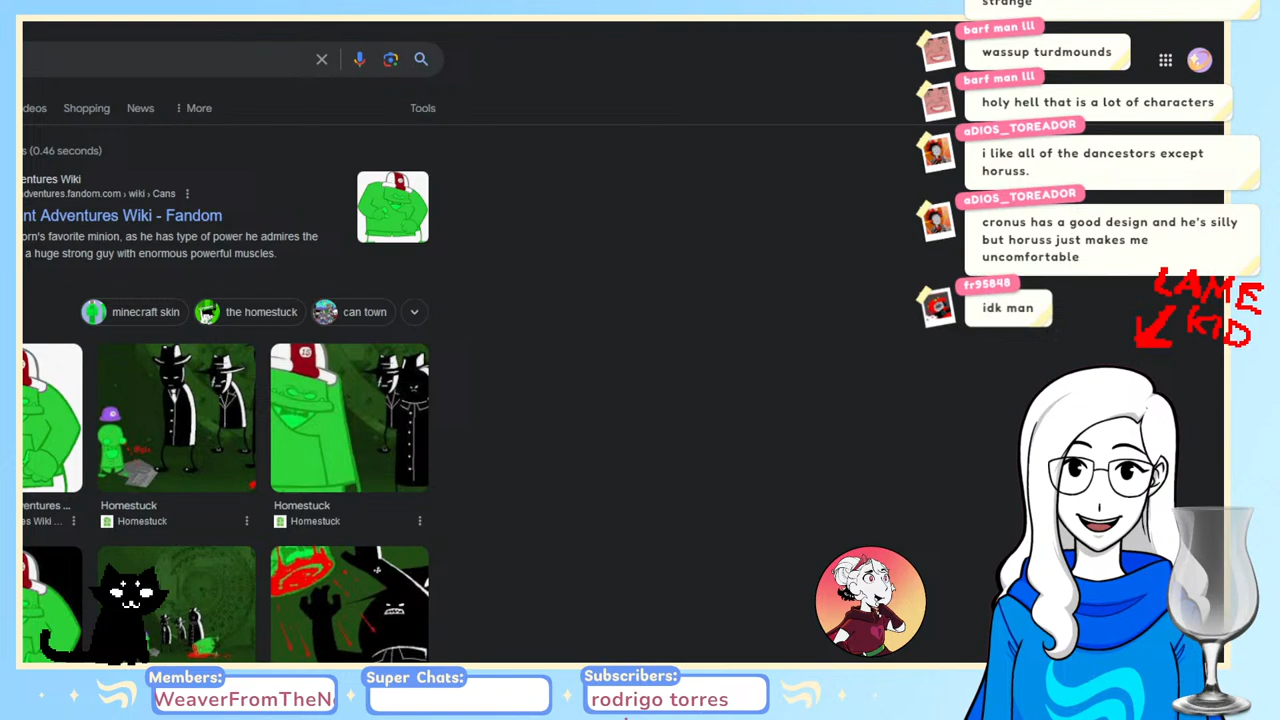 strange
barf man lll
wassup turdmounds
barf man lll
holy hell that is a lot of characters
aDIOS_TOREADOR
i like all of the dancestors except
horuss.
aDIOS_TOREADOR
cronus has a good design and he's silly
but horuss just makes me
uncomfortable
fr95848
idk man
LAME
KID
deos
Shopping
News
More
Tools
s (0.46 seconds)
entures Wiki
dventures.fandom.com › wiki › Cans
nt Adventures Wiki - Fandom
orn's favorite minion, as he has type of power he admires the
a huge strong guy with enormous powerful muscles.
minecraft skin
the homestuck
can town
entures ...
s Wiki ...
Homestuck
Homestuck
Homestuck
Homestuck
Members:
WeaverFromTheN
Super Chats:
Subscribers:
rodrigo torres